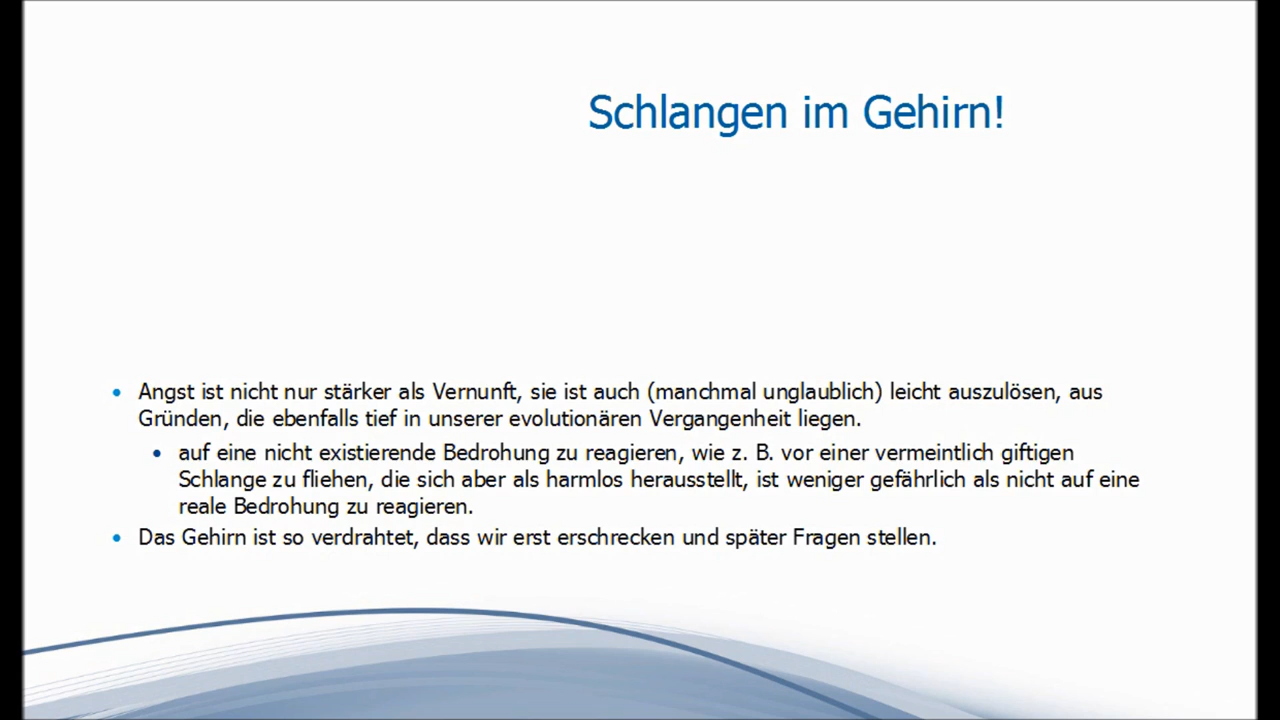 Schlangen im Gehirn!
• Angst ist nicht nur stärker als Vernunft, sie ist auch (manchmal unglaublich) leicht auszulösen, aus
Gründen, die ebenfalls tief in unserer evolutionären Vergangenheit liegen.
• auf eine nicht existierende Bedrohung zu reagieren, wie z. B. vor einer vermeintlich giftigen
Schlange zu fliehen, die sich aber als harmlos herausstellt, ist weniger gefährlich als nicht auf eine
reale Bedrohung zu reagieren.
• Das Gehirn ist so verdrahtet, dass wir erst erschrecken und später Fragen stellen.